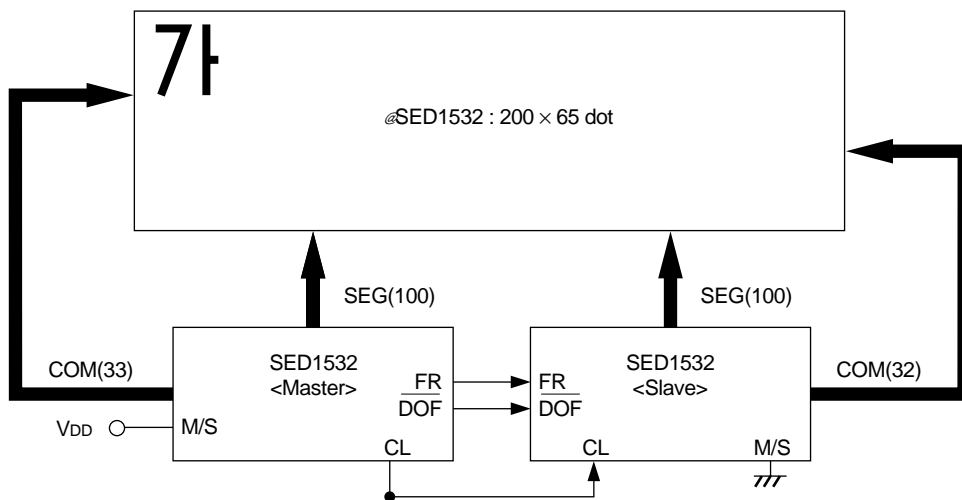 가
@SED1532 : 200 × 65 dot
SEG(100)
SEG(100)
COM(33)
SED1532
<Master>
FR
DOF
M/S
CL
VDD
SED1532
<Slave>
FR
DOF
CL
M/S
COM(32)